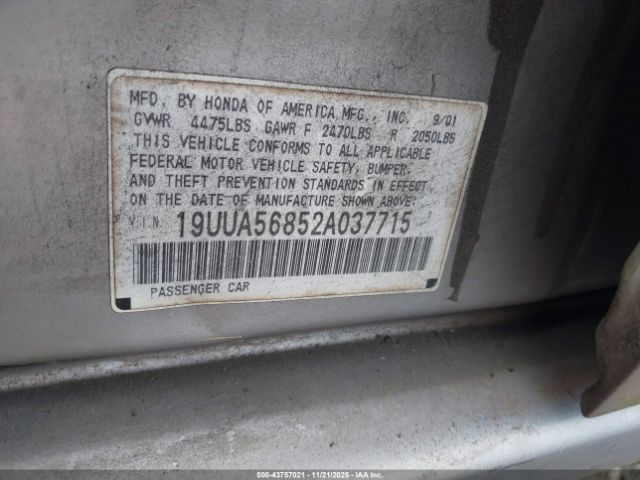 MFD. BY HONDA OF AMERICA MFG., INC. 9/01
GVWR 4475LBS GAWR F 2470LBS R 2050LBS
THIS VEHICLE CONFORMS TO ALL APPLICABLE
FEDERAL MOTOR VEHICLE SAFETY, BUMPER,
AND THEFT PREVENTION STANDARDS IN EFFECT
ON THE DATE OF MANUFACTURE SHOWN ABOVE.
V.I.N. 19UUA56852A037715
PASSENGER CAR
000-43757021 - 11/21/2025 - IAAI.COM